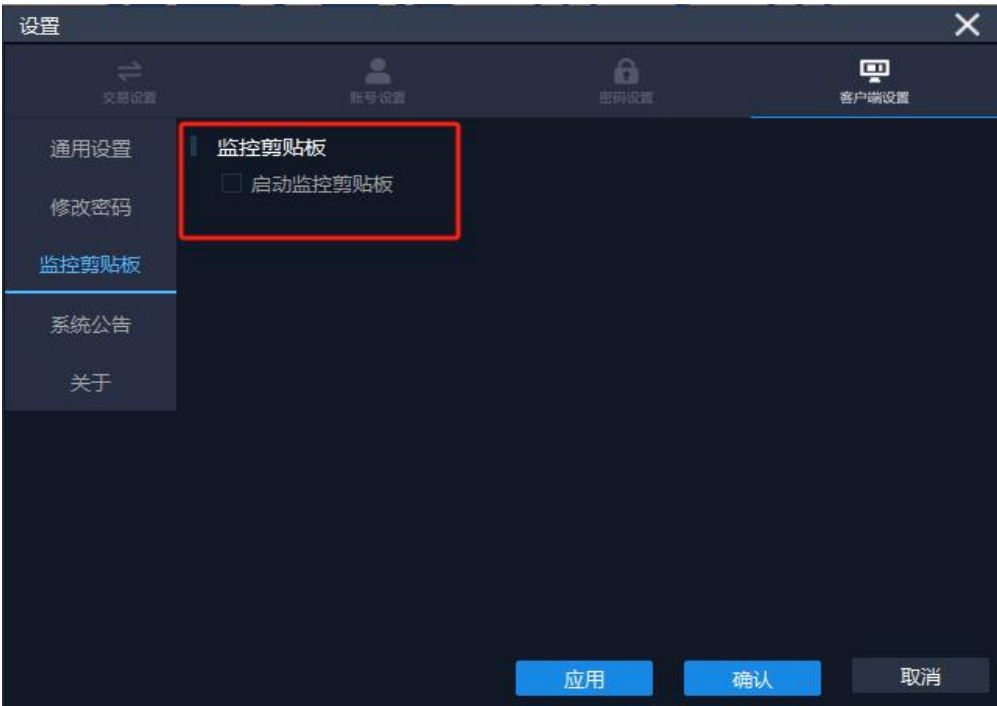 设置
交易设置
账号设置
密码设置
客户端设置
通用设置
监控剪贴板
启动监控剪贴板
修改密码
监控剪贴板
系统公告
关于
应用
确认
取消